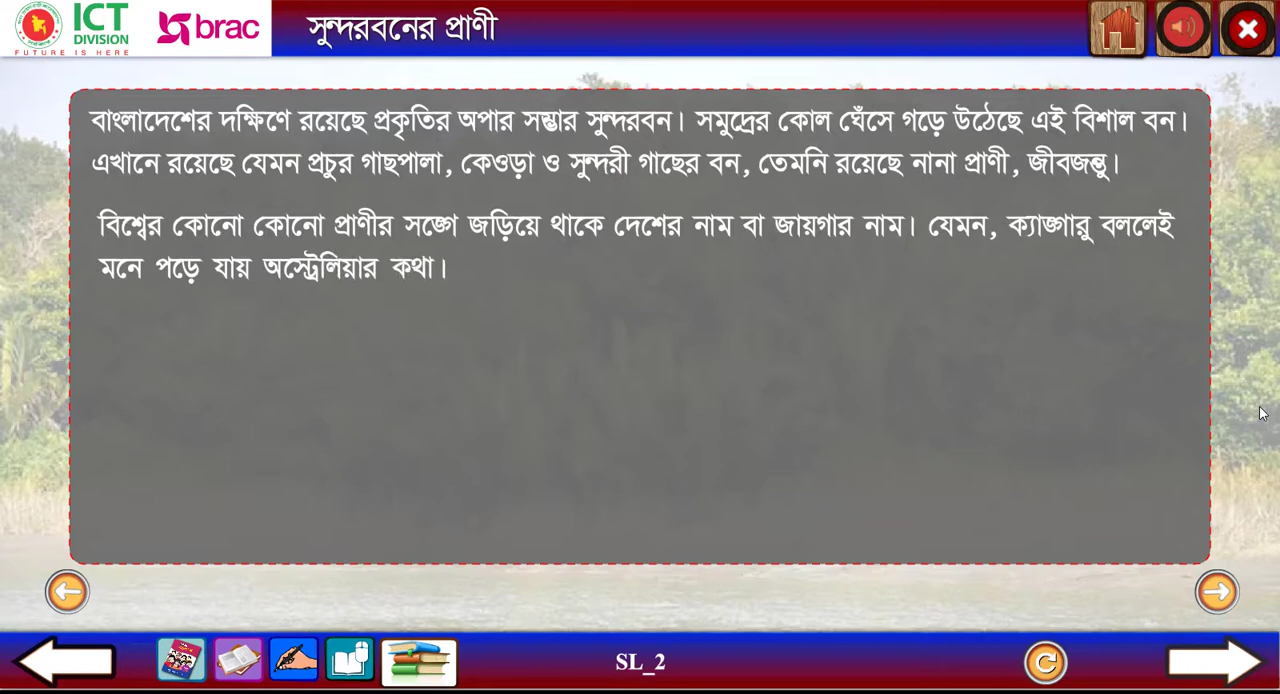 ICT
DIVISION
FUTURE IS HERE
brac
সুন্দরবনের প্রাণী
বাংলাদেশের দক্ষিণে রয়েছে প্রকৃতির অপার সম্ভার সুন্দরবন। সমুদ্রের কোল ঘেঁসে গড়ে উঠেছে এই বিশাল বন।
এখানে রয়েছে যেমন প্রচুর গাছপালা, কেওড়া ও সুন্দরী গাছের বন, তেমনি রয়েছে নানা প্রাণী, জীবজন্তু।
বিশ্বের কোনো কোনো প্রাণীর সঙ্গে জড়িয়ে থাকে দেশের নাম বা জায়গার নাম। যেমন, ক্যাঙ্গারু বললেই
মনে পড়ে যায় অস্ট্রেলিয়ার কথা।
SL_2